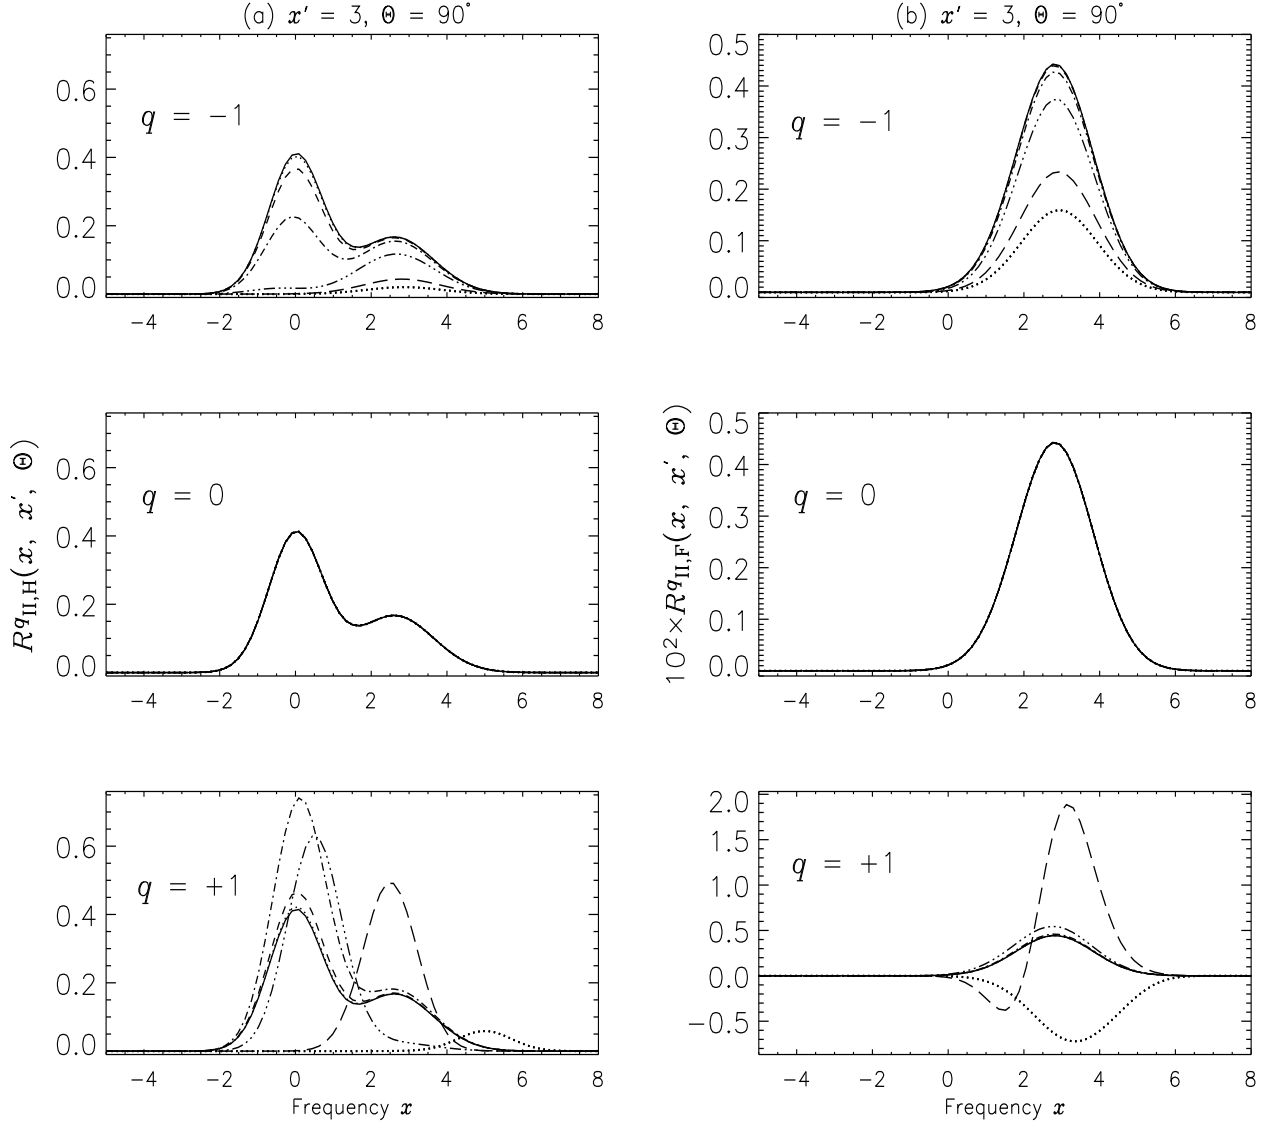 (a) x′ = 3, Θ = 90°
0.6
0.4
0.2
0.0
q = −1
−4 −2 0 2 4 6 8
(b) x′ = 3, Θ = 90°
0.5
0.4
0.3
0.2
0.1
0.0
q = −1
−4 −2 0 2 4 6 8
R^q_II,H(x, x′, Θ)
0.6
0.4
0.2
0.0
q = 0
−4 −2 0 2 4 6 8
10²×R^q_II,F(x, x′, Θ)
0.5
0.4
0.3
0.2
0.1
0.0
q = 0
−4 −2 0 2 4 6 8
0.6
0.4
0.2
0.0
q = +1
−4 −2 0 2 4 6 8
Frequency x
2.0
1.5
1.0
0.5
0.0
−0.5
q = +1
−4 −2 0 2 4 6 8
Frequency x